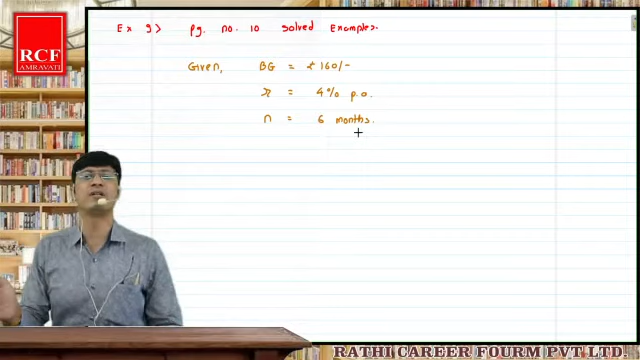 RCF
AMRAVATI
Ex 9> pg. no. 10 solved Examples.
Given, BG = ₹ 160/-
r = 4% p.a.
n = 6 months.
RATHI CAREER FOURM PVT LTD.